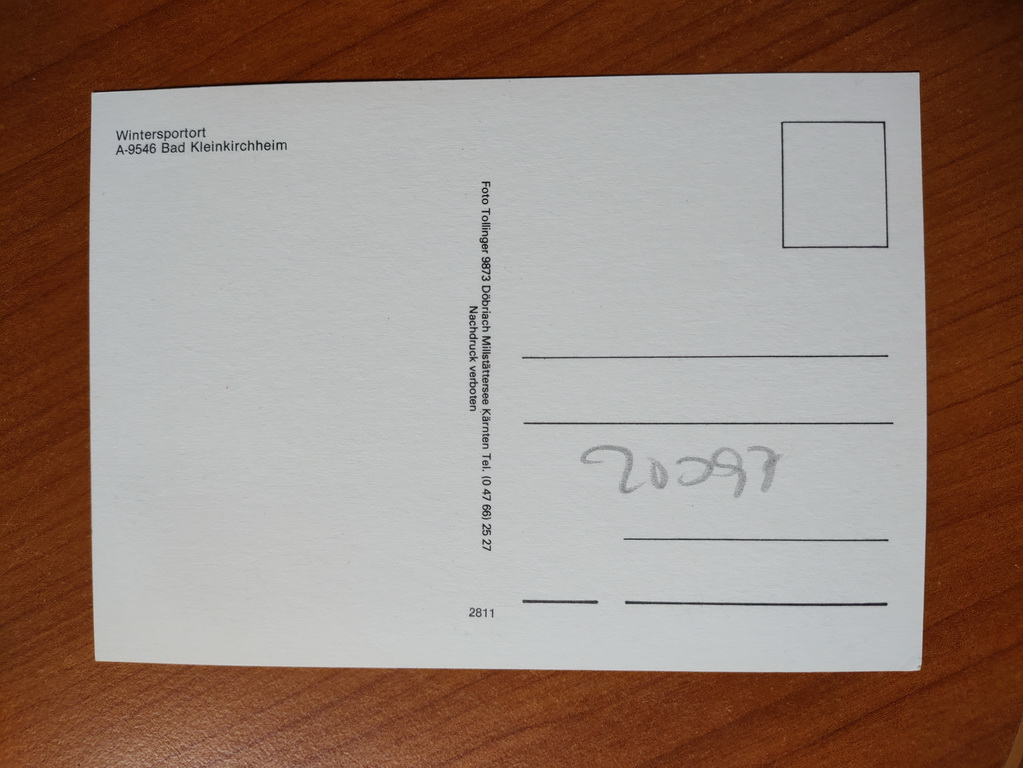 Wintersportort
A-9546 Bad Kleinkirchheim
Foto Tollinger 9873 Döbriach Millstättersee Kärnten Tel. (0 47 66) 25 27
Nachdruck verboten
2811